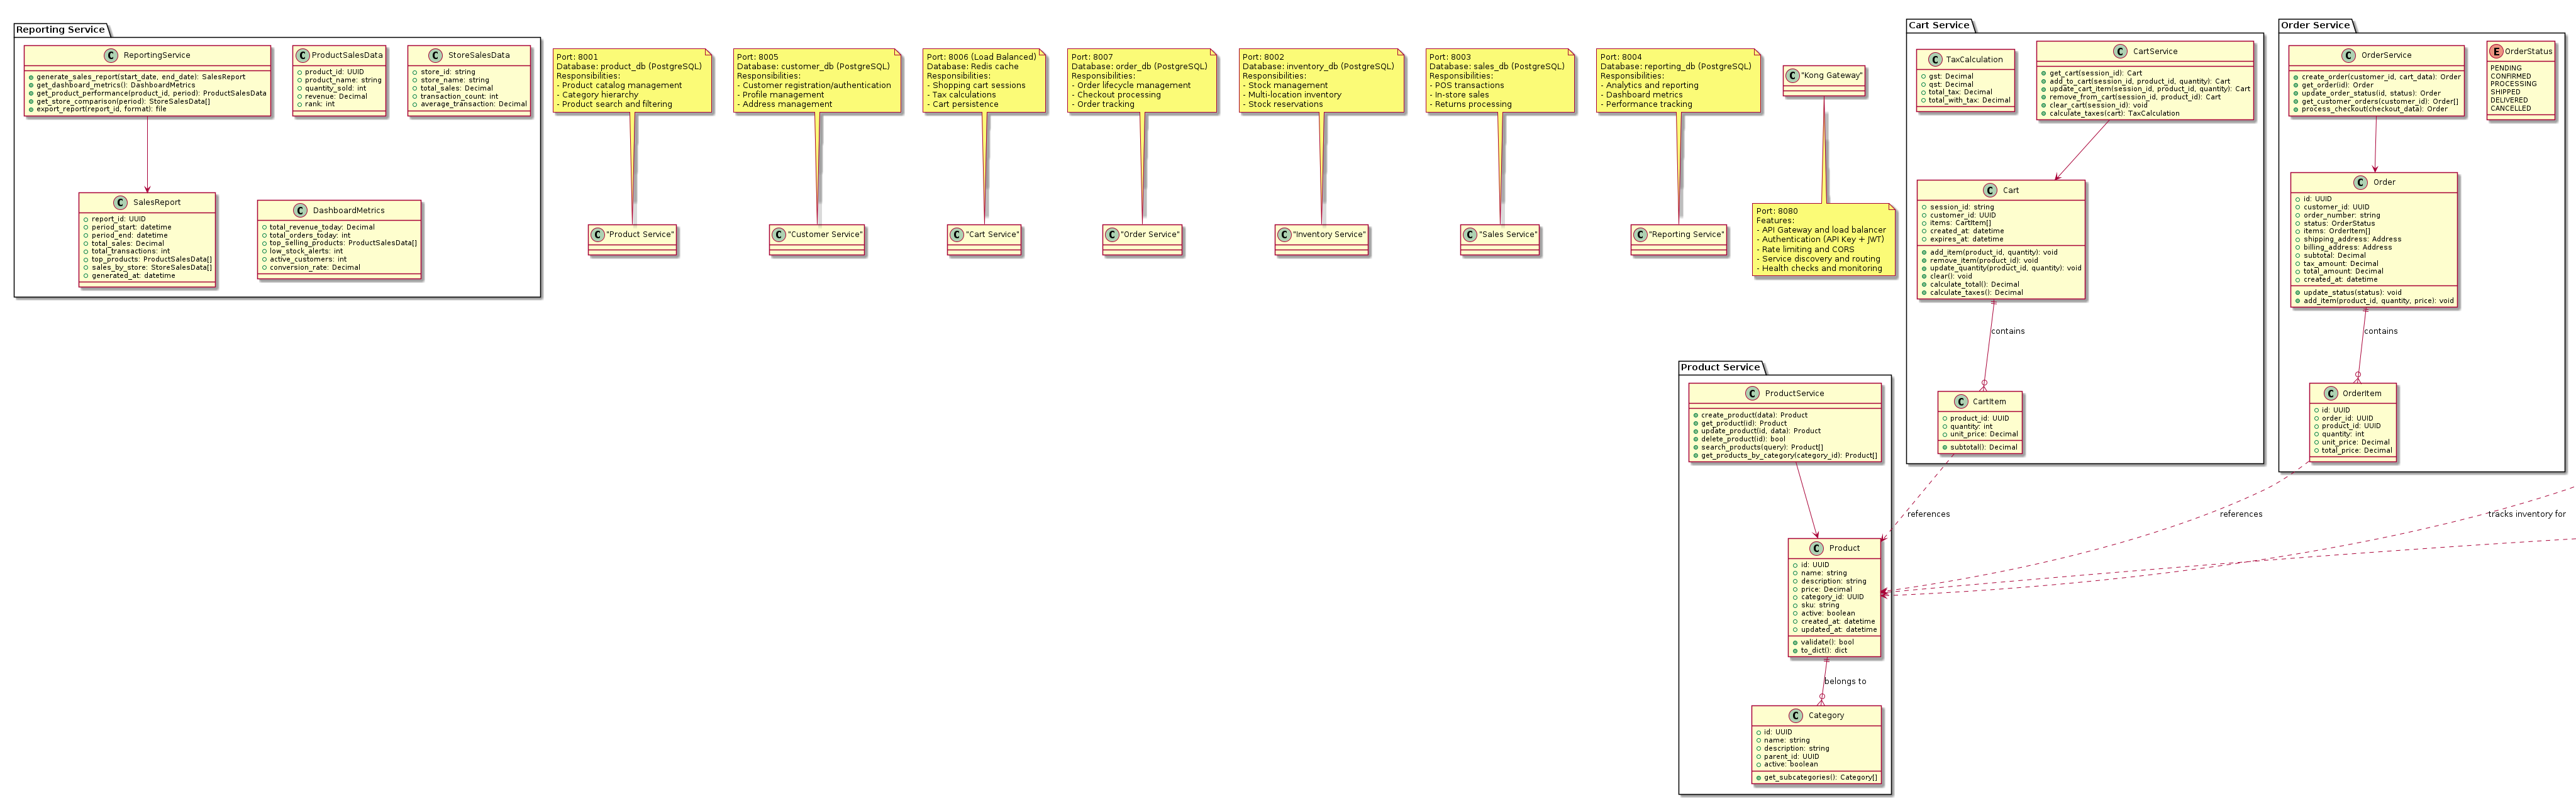 Reporting Service
ReportingService
generate_sales_report(start_date, end_date): SalesReport
get_dashboard_metrics(): DashboardMetrics
get_product_performance(product_id, period): ProductSalesData
get_store_comparison(period): StoreSalesData[]
export_report(report_id, format): file
ProductSalesData
product_id: UUID
product_name: string
quantity_sold: int
revenue: Decimal
rank: int
StoreSalesData
store_id: string
store_name: string
total_sales: Decimal
transaction_count: int
average_transaction: Decimal
SalesReport
report_id: UUID
period_start: datetime
period_end: datetime
total_sales: Decimal
total_transactions: int
top_products: ProductSalesData[]
sales_by_store: StoreSalesData[]
generated_at: datetime
DashboardMetrics
total_revenue_today: Decimal
total_orders_today: int
top_selling_products: ProductSalesData[]
low_stock_alerts: int
active_customers: int
conversion_rate: Decimal
Port: 8001
Database: product_db (PostgreSQL)
Responsibilities:
- Product catalog management
- Category hierarchy
- Product search and filtering
"Product Service"
Port: 8005
Database: customer_db (PostgreSQL)
Responsibilities:
- Customer registration/authentication
- Profile management
- Address management
"Customer Service"
Port: 8006 (Load Balanced)
Database: Redis cache
Responsibilities:
- Shopping cart sessions
- Tax calculations
- Cart persistence
"Cart Service"
Port: 8007
Database: order_db (PostgreSQL)
Responsibilities:
- Order lifecycle management
- Checkout processing
- Order tracking
"Order Service"
Port: 8002
Database: inventory_db (PostgreSQL)
Responsibilities:
- Stock management
- Multi-location inventory
- Stock reservations
"Inventory Service"
Port: 8003
Database: sales_db (PostgreSQL)
Responsibilities:
- POS transactions
- In-store sales
- Returns processing
"Sales Service"
Port: 8004
Database: reporting_db (PostgreSQL)
Responsibilities:
- Analytics and reporting
- Dashboard metrics
- Performance tracking
"Reporting Service"
"Kong Gateway"
Port: 8080
Features:
- API Gateway and load balancer
- Authentication (API Key + JWT)
- Rate limiting and CORS
- Service discovery and routing
- Health checks and monitoring
Cart Service
TaxCalculation
gst: Decimal
qst: Decimal
total_tax: Decimal
total_with_tax: Decimal
CartService
get_cart(session_id): Cart
add_to_cart(session_id, product_id, quantity): Cart
update_cart_item(session_id, product_id, quantity): Cart
remove_from_cart(session_id, product_id): Cart
clear_cart(session_id): void
calculate_taxes(cart): TaxCalculation
Cart
session_id: string
customer_id: UUID
items: CartItem[]
created_at: datetime
expires_at: datetime
add_item(product_id, quantity): void
remove_item(product_id): void
update_quantity(product_id, quantity): void
clear(): void
calculate_total(): Decimal
calculate_taxes(): Decimal
contains
CartItem
product_id: UUID
quantity: int
unit_price: Decimal
subtotal(): Decimal
Order Service
OrderService
create_order(customer_id, cart_data): Order
get_order(id): Order
update_order_status(id, status): Order
get_customer_orders(customer_id): Order[]
process_checkout(checkout_data): Order
OrderStatus
PENDING
CONFIRMED
PROCESSING
SHIPPED
DELIVERED
CANCELLED
Order
id: UUID
customer_id: UUID
order_number: string
status: OrderStatus
items: OrderItem[]
shipping_address: Address
billing_address: Address
subtotal: Decimal
tax_amount: Decimal
total_amount: Decimal
created_at: datetime
update_status(status): void
add_item(product_id, quantity, price): void
contains
OrderItem
id: UUID
order_id: UUID
product_id: UUID
quantity: int
unit_price: Decimal
total_price: Decimal
Product Service
ProductService
create_product(data): Product
get_product(id): Product
update_product(id, data): Product
delete_product(id): bool
search_products(query): Product[]
get_products_by_category(category_id): Product[]
references
references
tracks inventory for
Product
id: UUID
name: string
description: string
price: Decimal
category_id: UUID
sku: string
active: boolean
created_at: datetime
updated_at: datetime
validate(): bool
to_dict(): dict
belongs to
Category
id: UUID
name: string
description: string
parent_id: UUID
active: boolean
get_subcategories(): Category[]